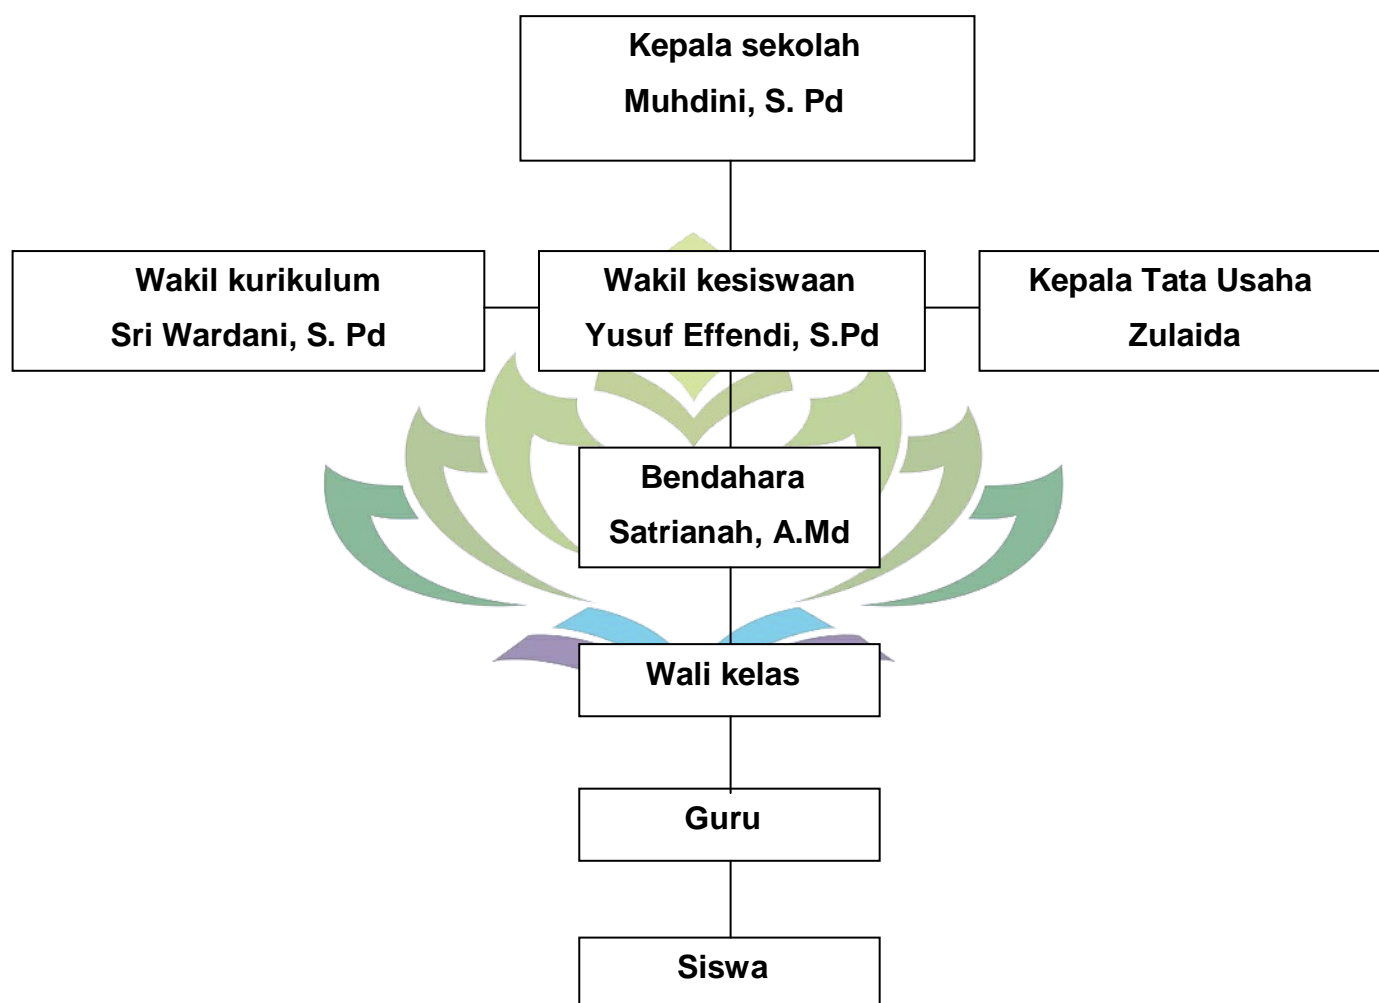 Kepala sekolah
Muhdini, S. Pd
Wakil kurikulum
Sri Wardani, S. Pd
Wakil kesiswaan
Yusuf Effendi, S.Pd
Kepala Tata Usaha
Zulaida
Bendahara
Satrianah, A.Md
Wali kelas
Guru
Siswa